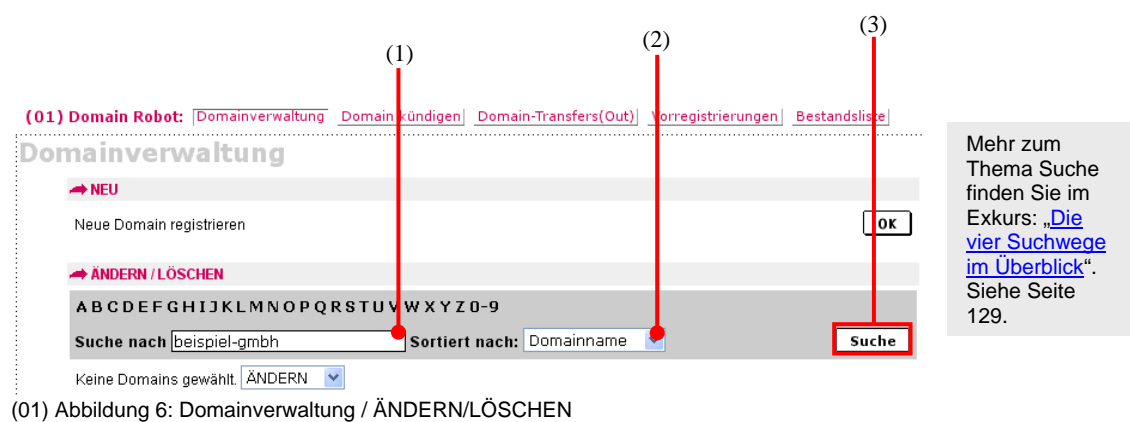 (1) (2) (3)
(01) Domain Robot: Domainverwaltung Domain kündigen Domain-Transfers(Out) Vorregistrierungen Bestandsliste
Domainverwaltung
NEU
Neue Domain registrieren OK
ÄNDERN / LÖSCHEN
A B C D E F G H I J K L M N O P Q R S T U V W X Y Z 0-9
Suche nach beispiel-gmbh Sortiert nach: Domainname Suche
Keine Domains gewählt. ÄNDERN
(01) Abbildung 6: Domainverwaltung / ÄNDERN/LÖSCHEN
Mehr zum
Thema Suche
finden Sie im
Exkurs: „Die
vier Suchwege
im Überblick“.
Siehe Seite
129.